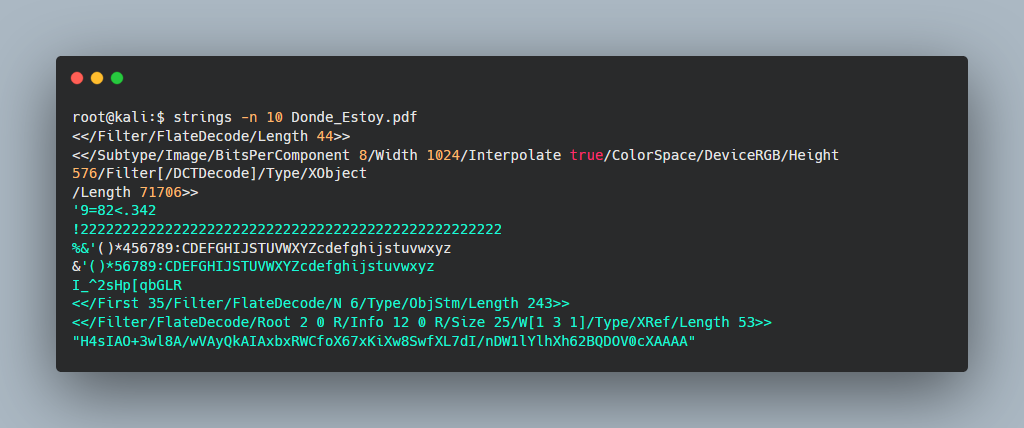 root@kali:$ strings -n 10 Donde_Estoy.pdf
<</Filter/FlateDecode/Length 44>>
<</Subtype/Image/BitsPerComponent 8/Width 1024/Interpolate true/ColorSpace/DeviceRGB/Height
576/Filter[/DCTDecode]/Type/XObject
/Length 71706>>
'9=82<.342
!22222222222222222222222222222222222222222222222222
%&'()*456789:CDEFGHIJSTUVWXYZcdefghijstuvwxyz
&'()*56789:CDEFGHIJSTUVWXYZcdefghijstuvwxyz
I_^2sHp[qbGLR
<</First 35/Filter/FlateDecode/N 6/Type/ObjStm/Length 243>>
<</Filter/FlateDecode/Root 2 0 R/Info 12 0 R/Size 25/W[1 3 1]/Type/XRef/Length 53>>
"H4sIAO+3wl8A/wVAyQkAIAxbxRWCfoX67xKiXw8SwfXL7dI/nDW1lYlhXh62BQDOV0cXAAAA"